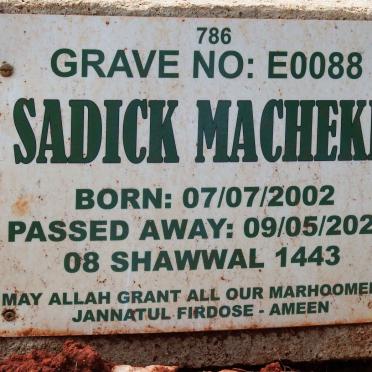 786
GRAVE NO: E0088
SADICK MACHEK
BORN: 07/07/2002
PASSED AWAY: 09/05/202
08 SHAWWAL 1443
MAY ALLAH GRANT ALL OUR MARHOOME
JANNATUL FIRDOSE - AMEEN